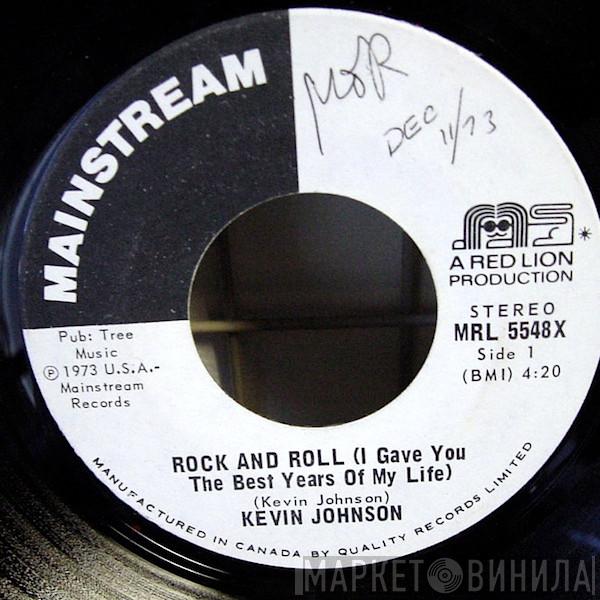 MAINSTREAM
MOR
DEC 11/73
A RED LION
PRODUCTION
STEREO
MRL 5548X
Side 1
(BMI) 4:20
Pub: Tree
Music
Ⓟ 1973 U.S.A.-
Mainstream
Records
ROCK AND ROLL (I Gave You
The Best Years Of My Life)
(Kevin Johnson)
KEVIN JOHNSON
MANUFACTURED IN CANADA BY QUALITY RECORDS LIMITED
МАРКЕТ ВИНИЛА